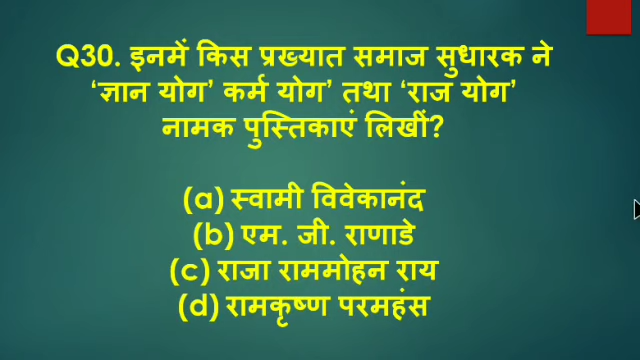 Q30. इनमें किस प्रख्यात समाज सुधारक ने
‘ज्ञान योग’ कर्म योग’ तथा ‘राज योग’
नामक पुस्तिकाएं लिखीं?
(a) स्वामी विवेकानंद
(b) एम. जी. राणाडे
(c) राजा राममोहन राय
(d) रामकृष्ण परमहंस